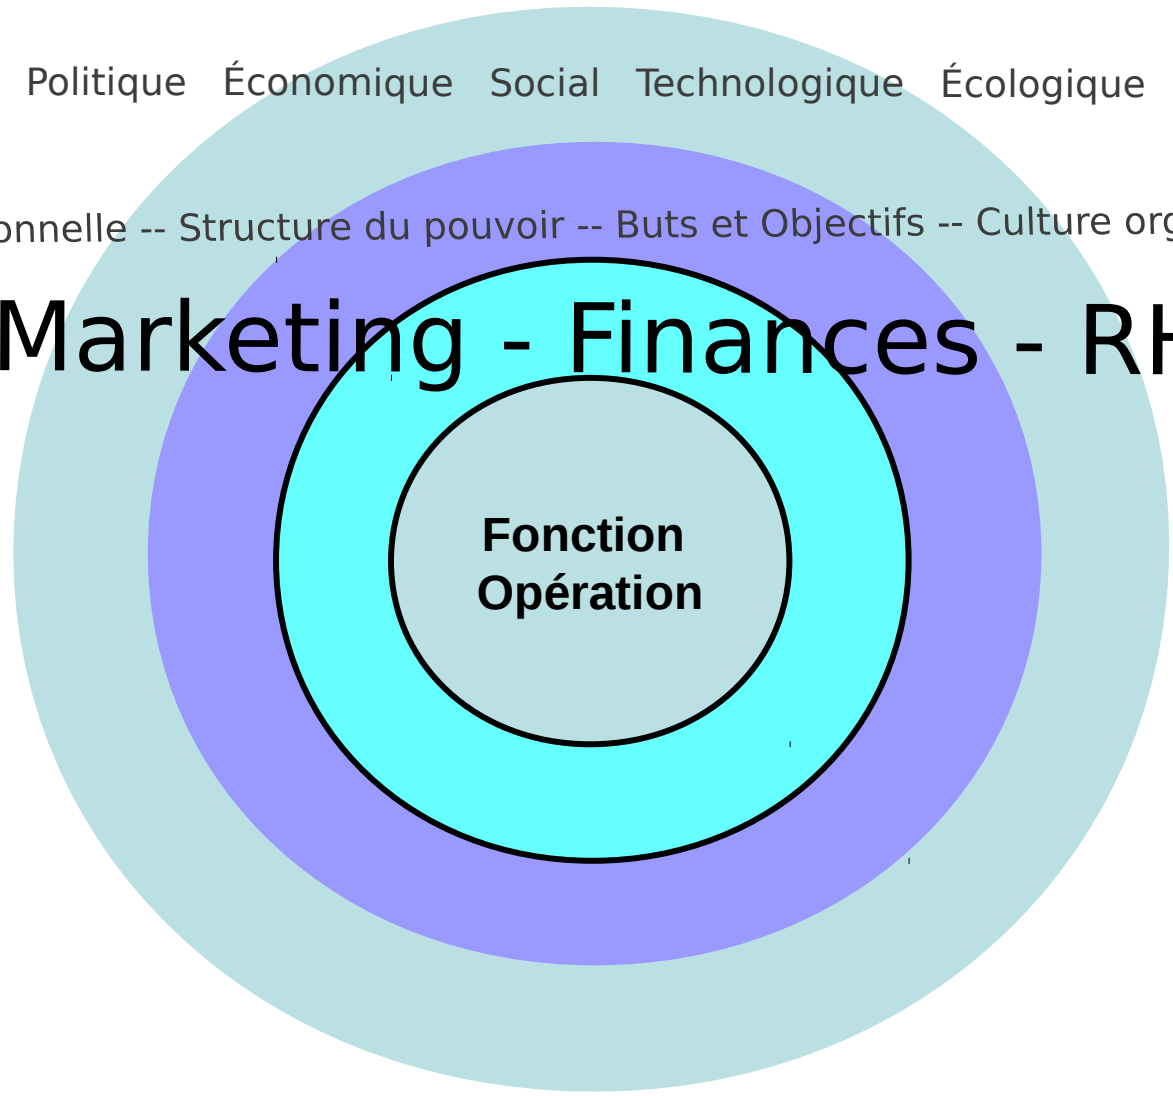 Politique Économique Social Technologique Écologique
onnelle -- Structure du pouvoir -- Buts et Objectifs -- Culture org
Marketing - Finances - RH
Fonction
Opération